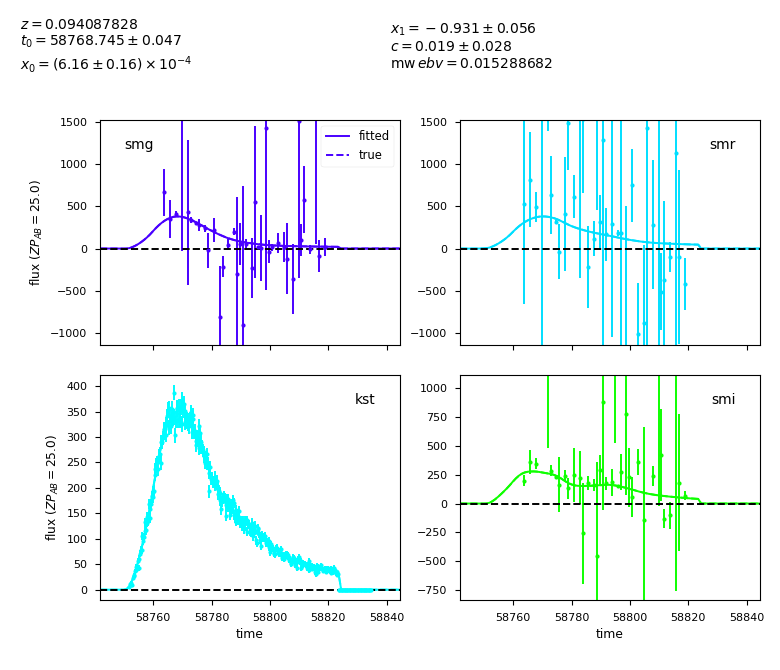 z = 0.094087828
t₀ = 58768.745 ± 0.047
x₀ = (6.16 ± 0.16) × 10⁻⁴
x₁ = −0.931 ± 0.056
c = 0.019 ± 0.028
mw ebv = 0.015288682
smg
fitted
true
1500
1000
500
0
−500
−1000
flux (ZP_AB = 25.0)
smr
1500
1000
500
0
−500
−1000
kst
400
350
300
250
200
150
100
50
0
flux (ZP_AB = 25.0)
58760 58780 58800 58820 58840
time
smi
1000
750
500
250
0
−250
−500
−750
58760 58780 58800 58820 58840
time